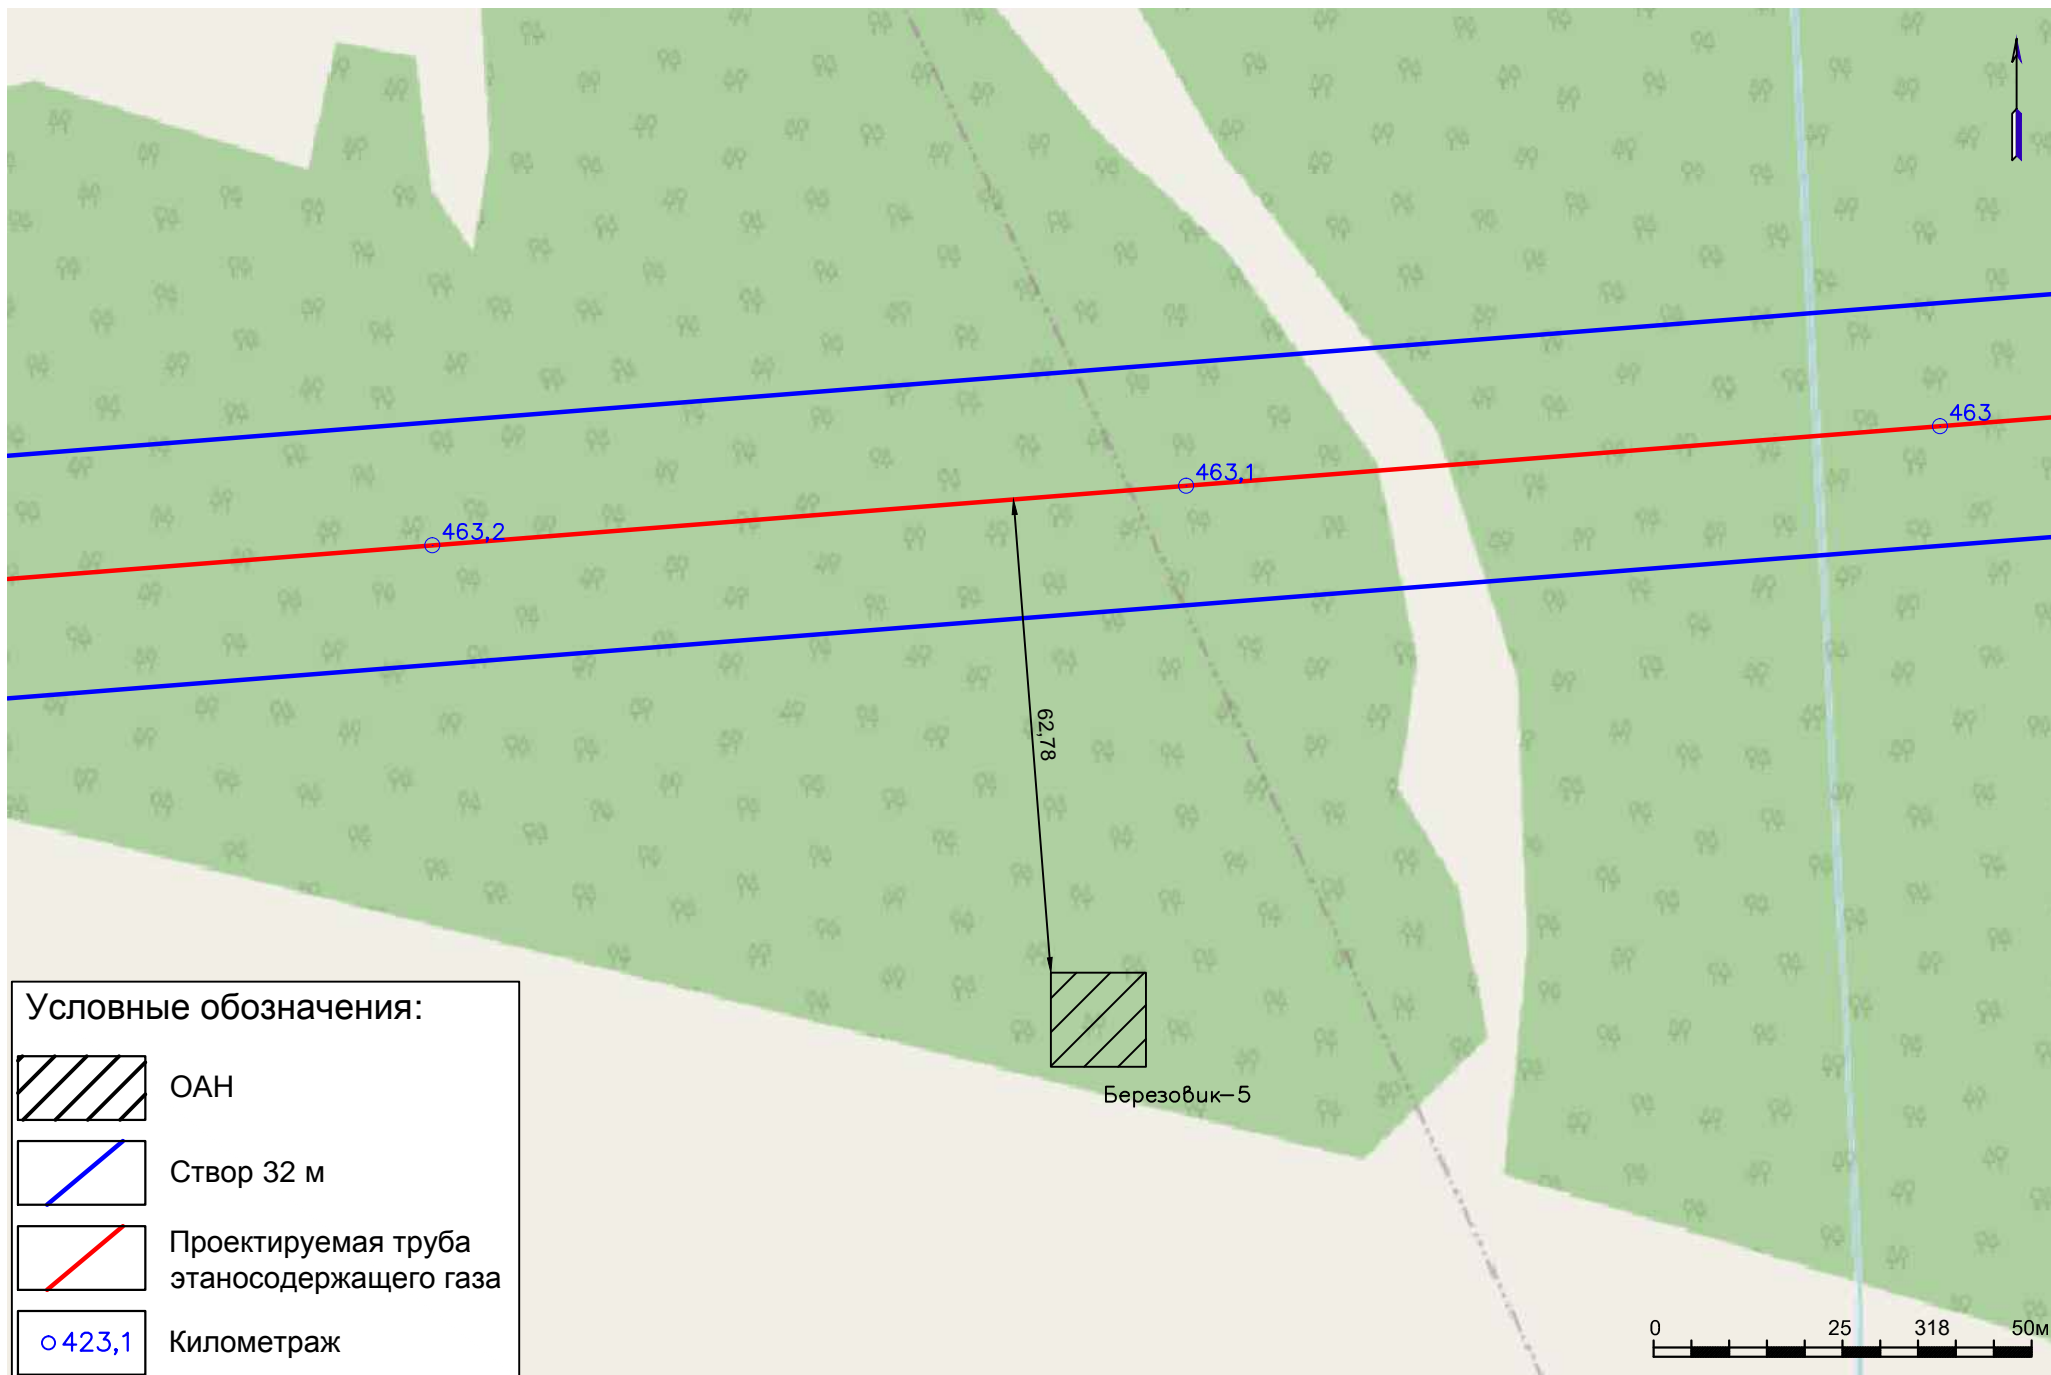 463
463,1
463,2
62,78
Березовик-5
Условные обозначения:
ОАН
Створ 32 м
Проектируемая труба
этаносодержащего газа
423,1 Километраж
0 25 318 50м